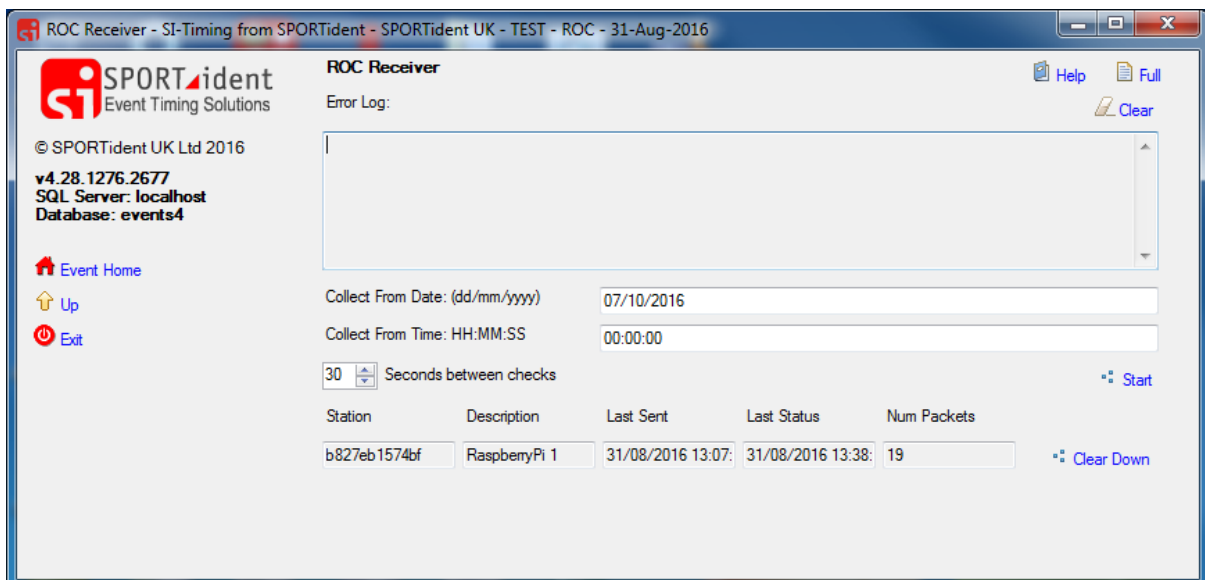 ROC Receiver - SI-Timing from SPORTident - SPORTident UK - TEST - ROC - 31-Aug-2016
SPORTident
Event Timing Solutions
© SPORTident UK Ltd 2016
v4.28.1276.2677
SQL Server: localhost
Database: events4
Event Home
Up
Exit
ROC Receiver
Help
Full
Error Log:
Clear
Collect From Date: (dd/mm/yyyy)
07/10/2016
Collect From Time: HH:MM:SS
00:00:00
30 Seconds between checks
Start
Station Description Last Sent Last Status Num Packets
b827eb1574bf RaspberryPi 1 31/08/2016 13:07: 31/08/2016 13:38: 19 Clear Down